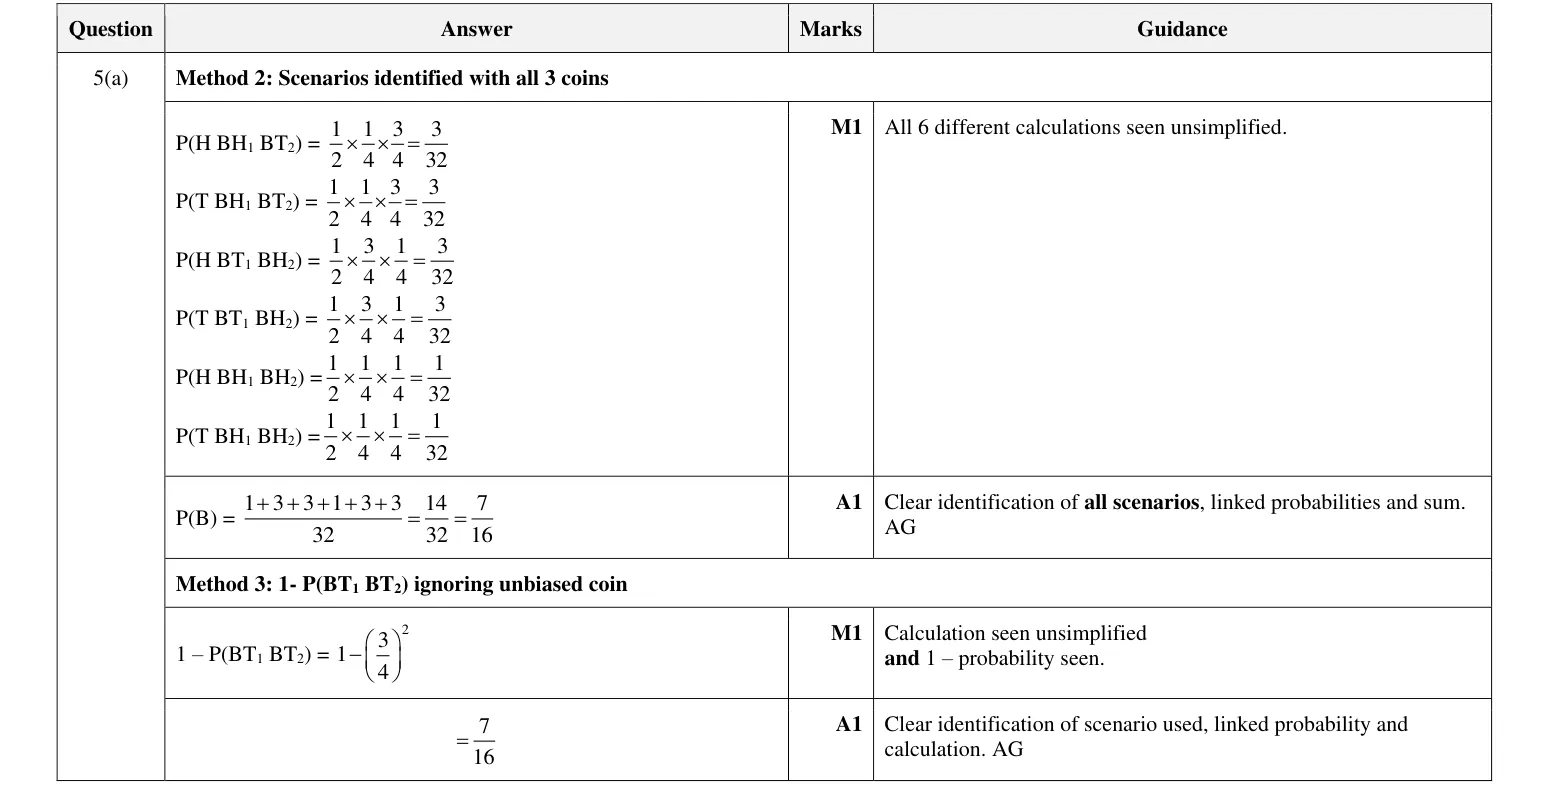 Question Answer Marks Guidance
5(a) Method 2: Scenarios identified with all 3 coins
P(H BH₁ BT₂) = 1/2 × 1/4 × 3/4 = 3/32 M1 All 6 different calculations seen unsimplified.
P(T BH₁ BT₂) = 1/2 × 1/4 × 3/4 = 3/32
P(H BT₁ BH₂) = 1/2 × 3/4 × 1/4 = 3/32
P(T BT₁ BH₂) = 1/2 × 3/4 × 1/4 = 3/32
P(H BH₁ BH₂) = 1/2 × 1/4 × 1/4 = 1/32
P(T BH₁ BH₂) = 1/2 × 1/4 × 1/4 = 1/32
P(B) = (1+3+3+1+3+3)/32 = 14/32 = 7/16 A1 Clear identification of all scenarios, linked probabilities and sum.
AG
Method 3: 1- P(BT₁ BT₂) ignoring unbiased coin
1 – P(BT₁ BT₂) = 1−(3/4)² M1 Calculation seen unsimplified
and 1 – probability seen.
= 7/16 A1 Clear identification of scenario used, linked probability and
calculation. AG